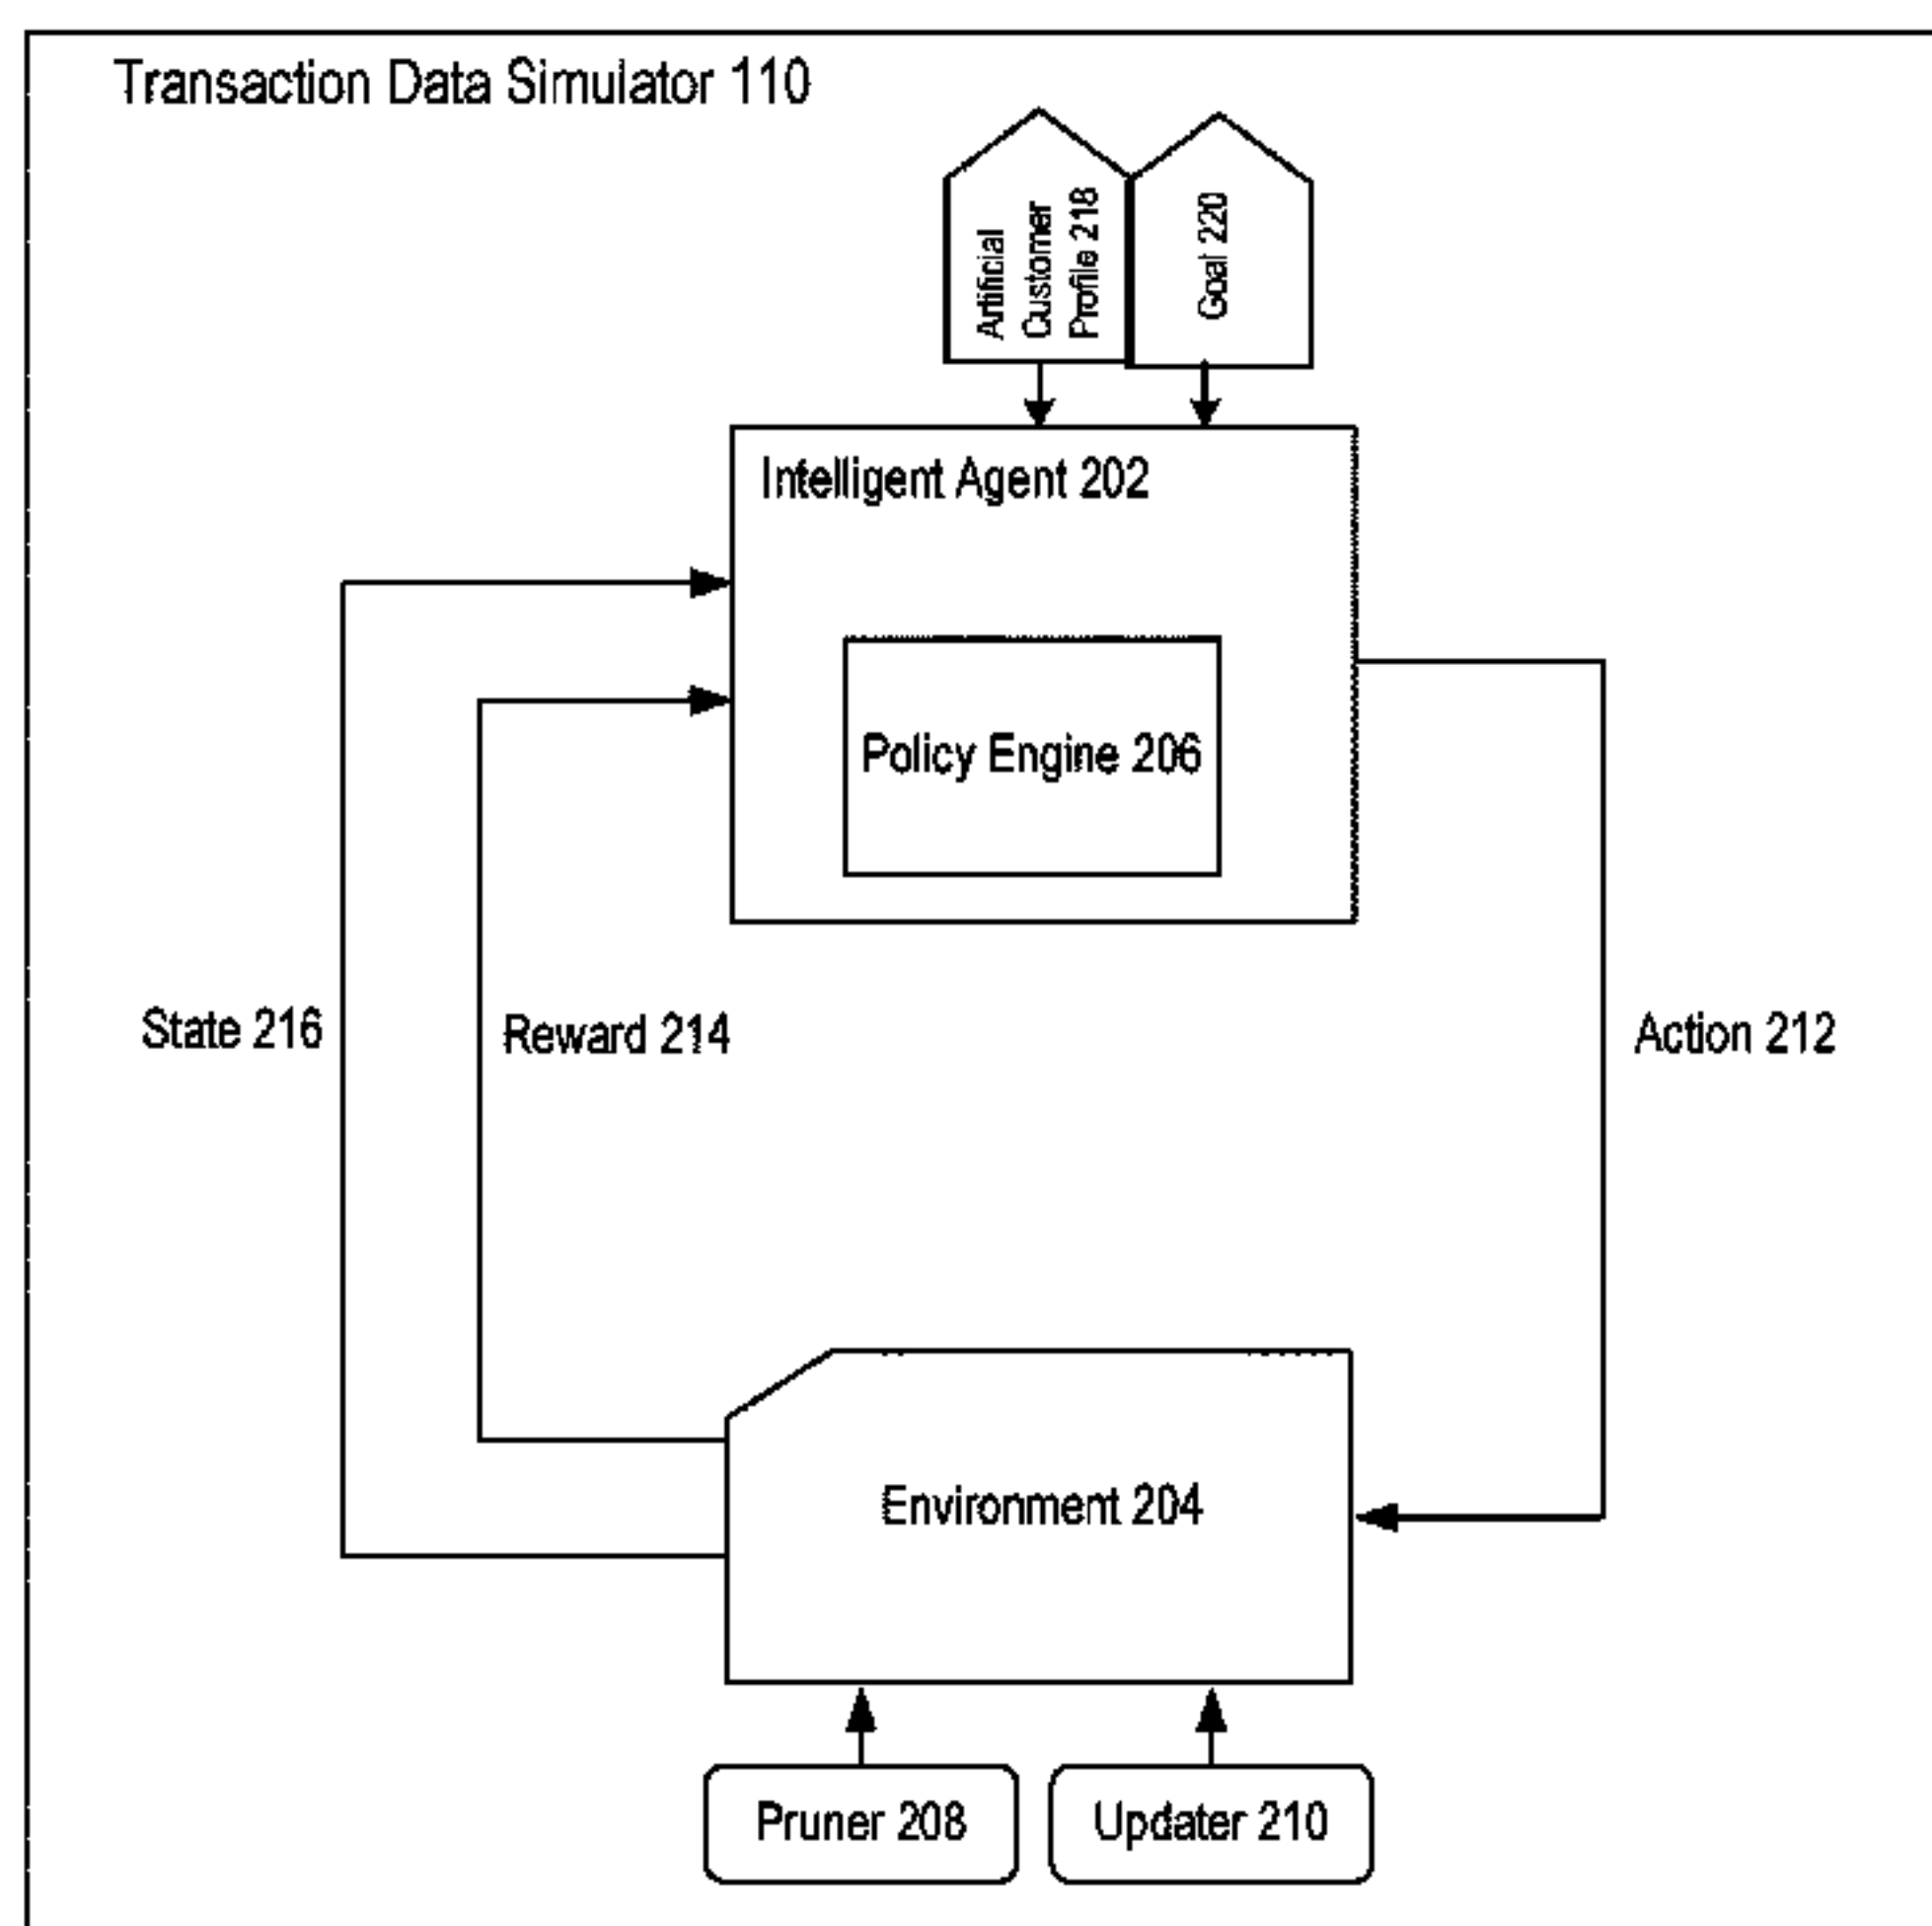 Transaction Data Simulator 110
Artificial
Customer
Profile 218
Goal 220
Intelligent Agent 202
Policy Engine 206
State 216
Reward 214
Action 212
Environment 204
Pruner 208
Updater 210